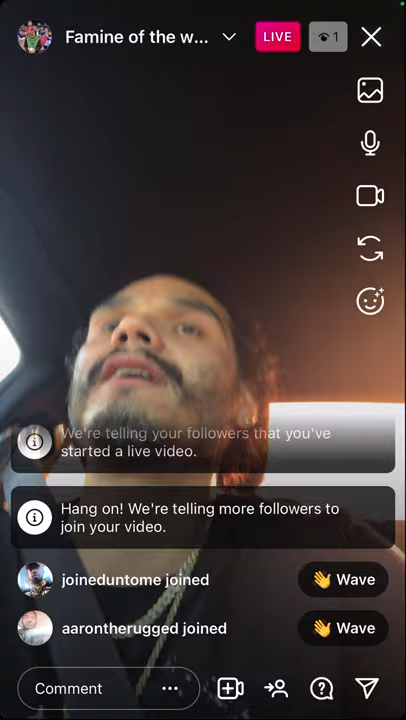 Famine of the w...
LIVE
1
We're telling your followers that you've
started a live video.
Hang on! We're telling more followers to
join your video.
joineduntome joined
👋 Wave
aarontherugged joined
👋 Wave
Comment